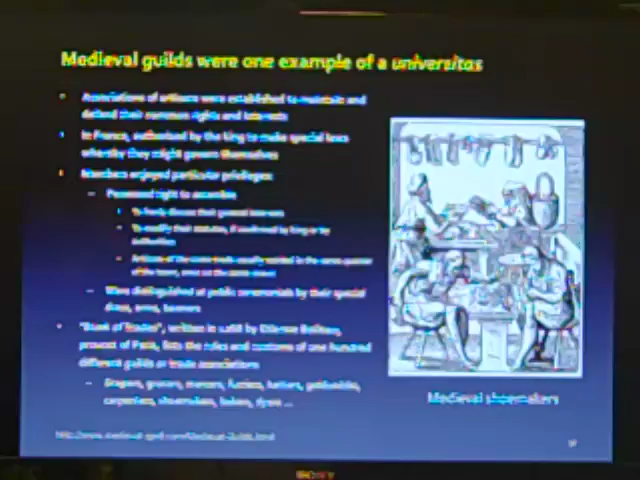 Medieval guilds were one example of a universitas
Associations of artisans were established to maintain and
defend their common rights and interests
In France, authorized by the king to make special laws
whereby they might govern themselves
Members enjoyed particular privileges
Possessed right to assemble
To freely discuss their general interests
To modify their statutes, if confirmed by king or by
authorities
Artisans of the same trade usually worked in the same quarter
of the town, even on the same street
Were distinguished at public ceremonials by their special
dress, arms, banners
"Book of Trades", written in 1268 by Etienne Boileau,
provost of Paris, lists the rules and customs of one hundred
different guilds or trade associations
Drapers, grocers, mercers, furriers, hatters, goldsmiths,
carpenters, shoemakers, bakers, dyers ...
Medieval shoemakers
SONY